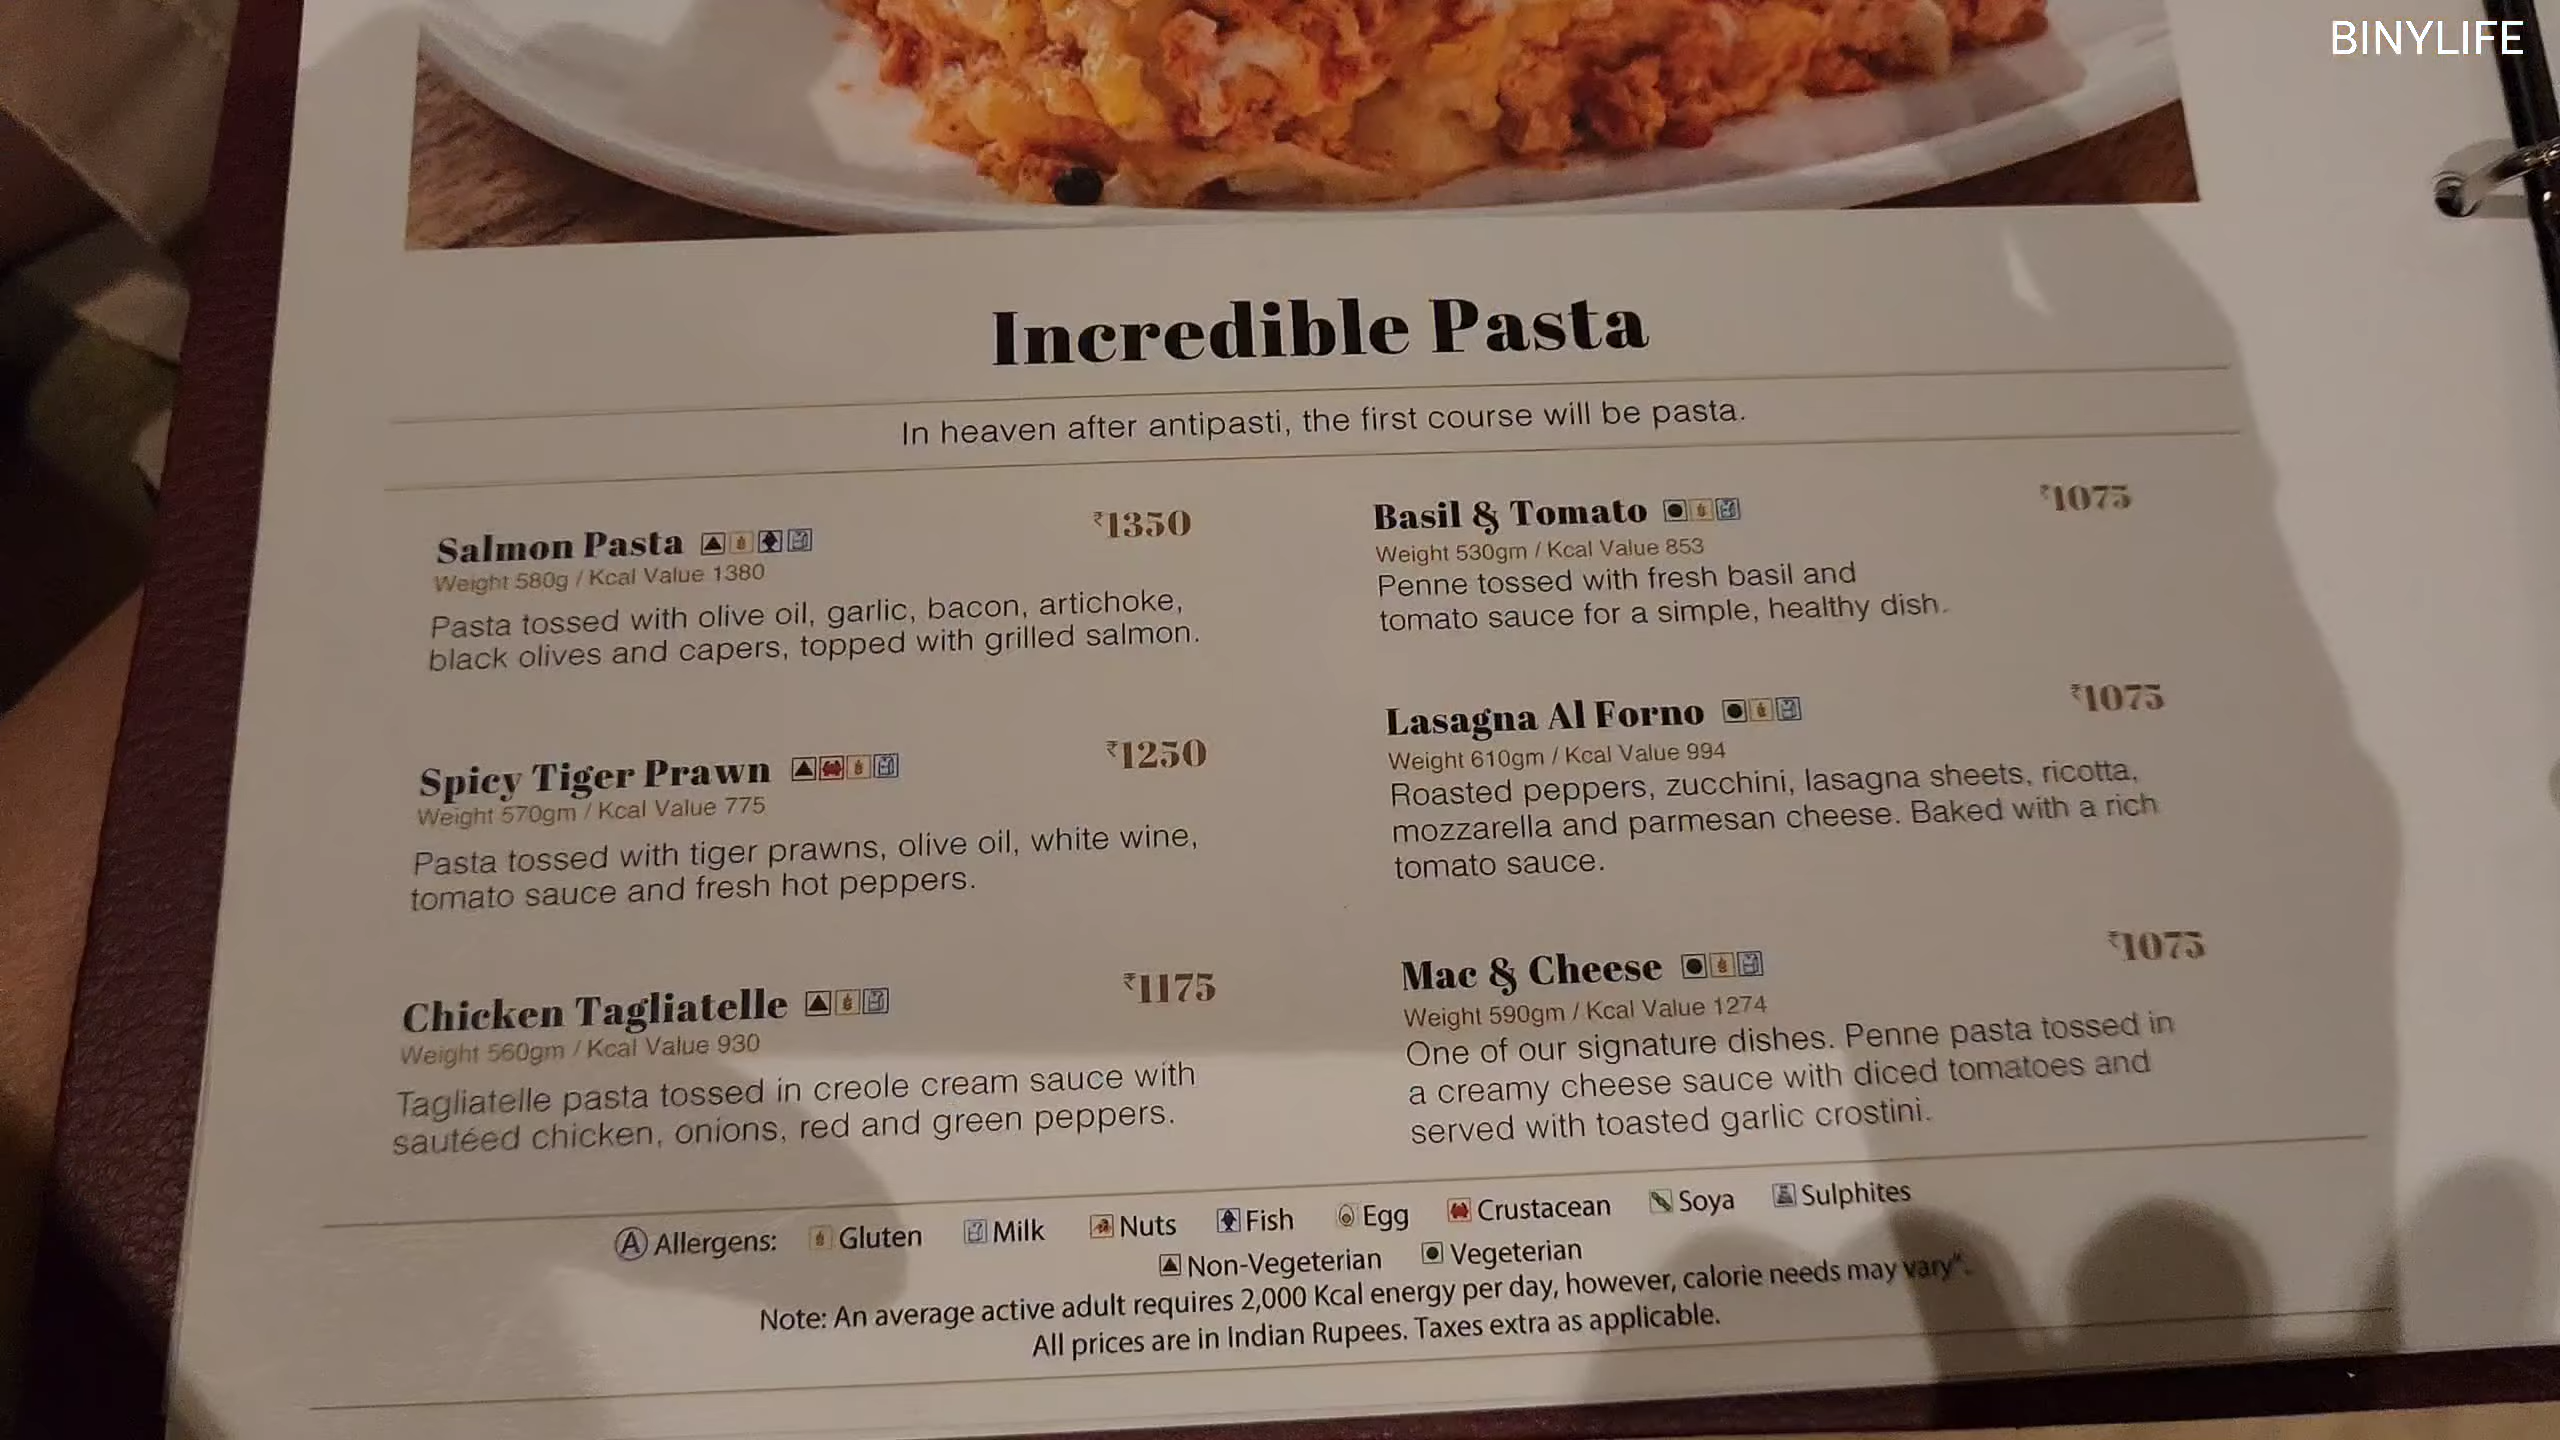 BINYLIFE
Incredible Pasta
In heaven after antipasti, the first course will be pasta.
Salmon Pasta ₹1350
Weight 580g / Kcal Value 1380
Pasta tossed with olive oil, garlic, bacon, artichoke,
black olives and capers, topped with grilled salmon.
Spicy Tiger Prawn ₹1250
Weight 570gm / Kcal Value 775
Pasta tossed with tiger prawns, olive oil, white wine,
tomato sauce and fresh hot peppers.
Chicken Tagliatelle ₹1175
Weight 560gm / Kcal Value 930
Tagliatelle pasta tossed in creole cream sauce with
sautéed chicken, onions, red and green peppers.
Basil & Tomato ₹1075
Weight 530gm / Kcal Value 853
Penne tossed with fresh basil and
tomato sauce for a simple, healthy dish.
Lasagna Al Forno ₹1075
Weight 610gm / Kcal Value 994
Roasted peppers, zucchini, lasagna sheets, ricotta,
mozzarella and parmesan cheese. Baked with a rich
tomato sauce.
Mac & Cheese ₹1075
Weight 590gm / Kcal Value 1274
One of our signature dishes. Penne pasta tossed in
a creamy cheese sauce with diced tomatoes and
served with toasted garlic crostini.
A Allergens: Gluten Milk Nuts Fish Egg Crustacean Soya Sulphites
Non-Vegeterian Vegeterian
Note: An average active adult requires 2,000 Kcal energy per day, however, calorie needs may vary".
All prices are in Indian Rupees. Taxes extra as applicable.